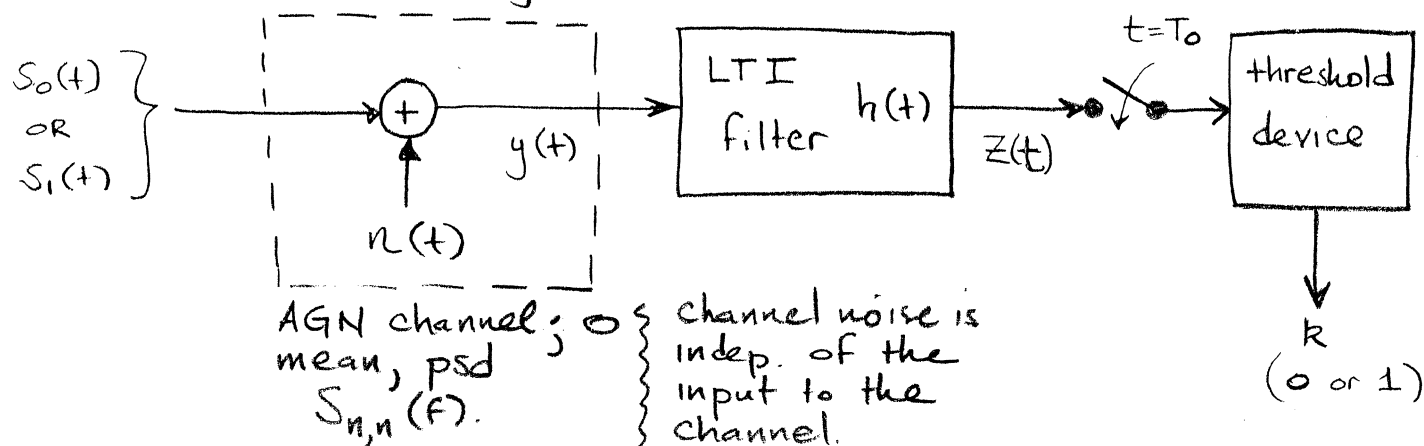 S₀(t)
OR
S₁(t)
+
n(t)
y(t)
LTI
filter h(t)
Z(t)
t=T₀
threshold
device
k
(0 or 1)
AGN channel; 0
mean, psd
Sₙ,ₙ(f).
channel noise is
indep. of the
input to the
channel.